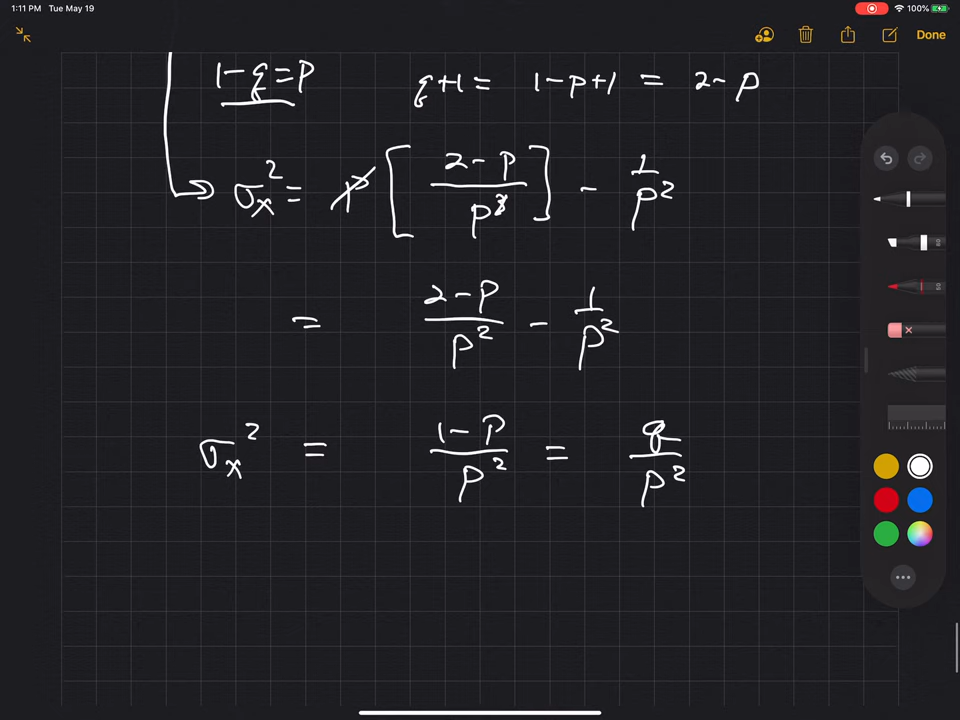 1:11 PM Tue May 19 100%
Done
1-q=p q+1= 1-p+1 = 2-p
σx² = p [ (2-p)/p³ ] - 1/p²
= (2-p)/p² - 1/p²
σx² = (1-p)/p² = q/p²